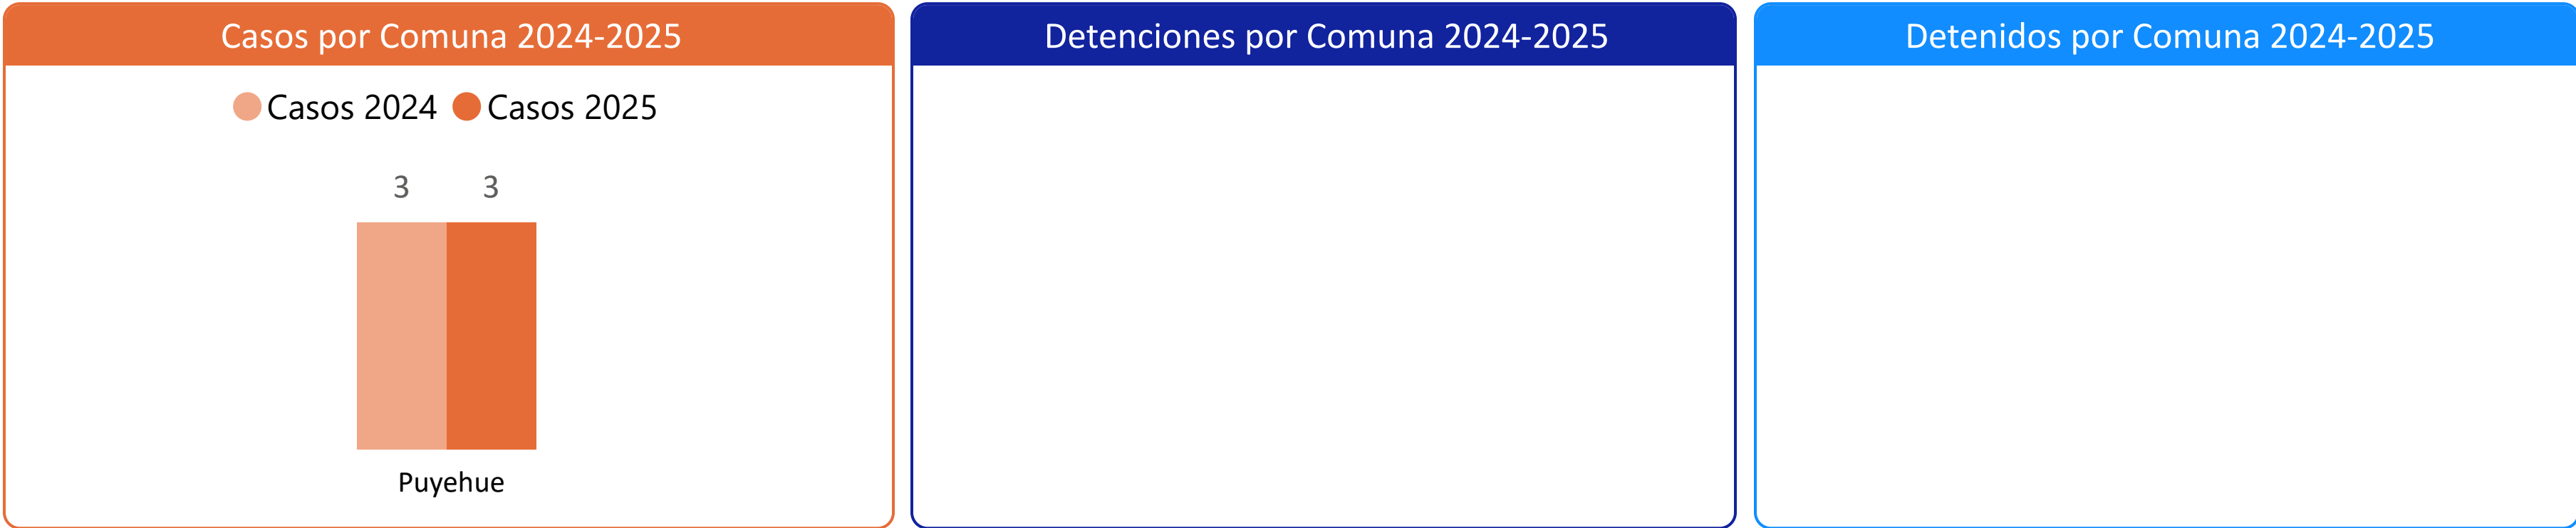 Casos por Comuna 2024-2025
Casos 2024 Casos 2025
3 3
Puyehue
Detenciones por Comuna 2024-2025
Detenidos por Comuna 2024-2025